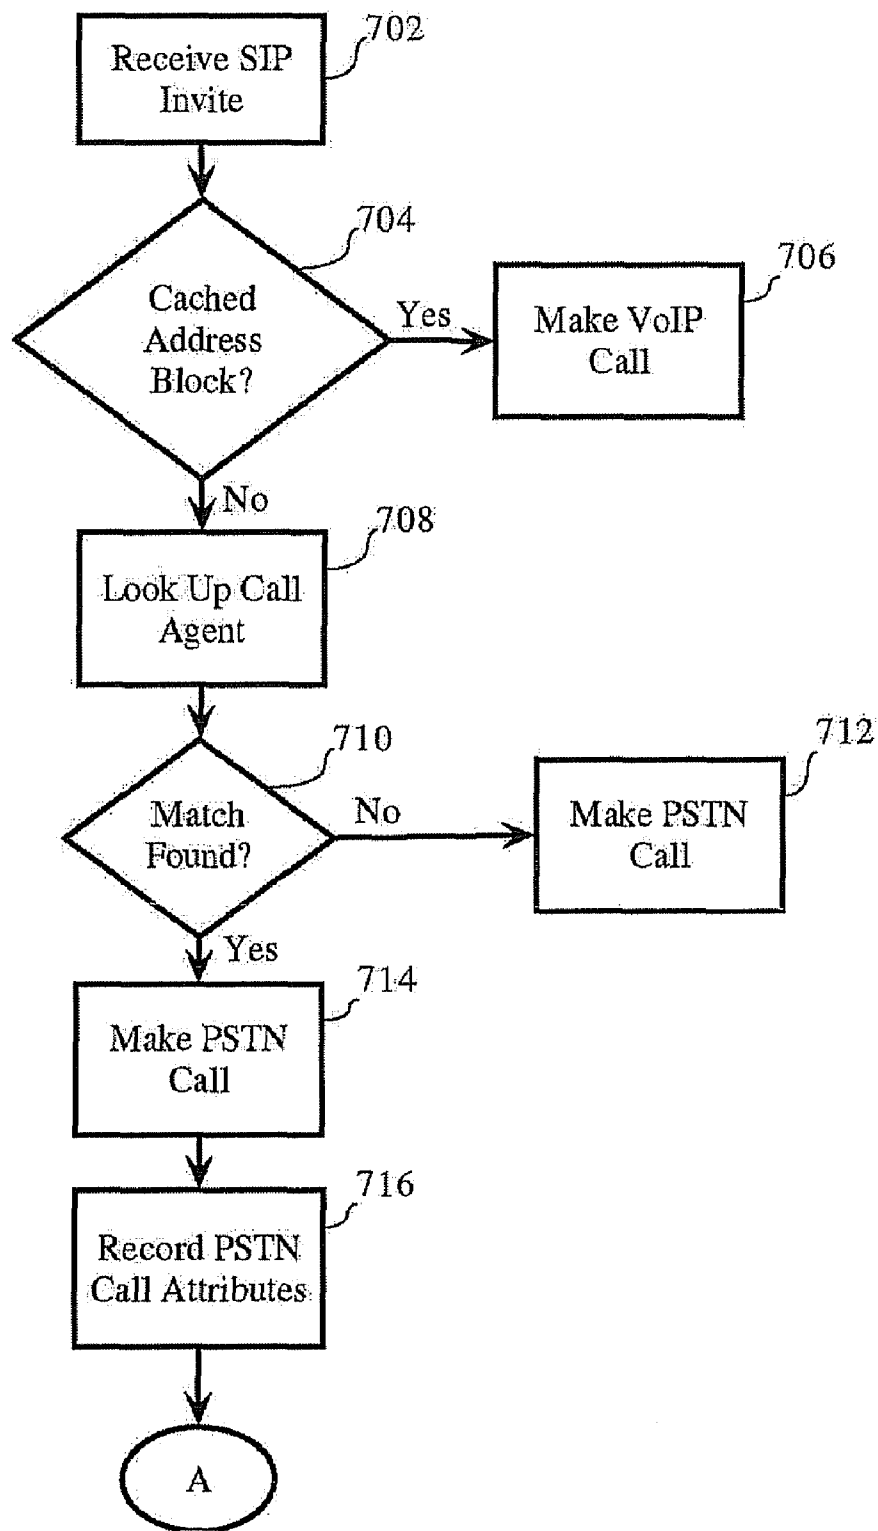 702
Receive SIP
Invite
704
Cached
Address
Block?
Yes
706
Make VoIP
Call
No
708
Look Up Call
Agent
710
Match
Found?
No
712
Make PSTN
Call
Yes
714
Make PSTN
Call
716
Record PSTN
Call Attributes
A